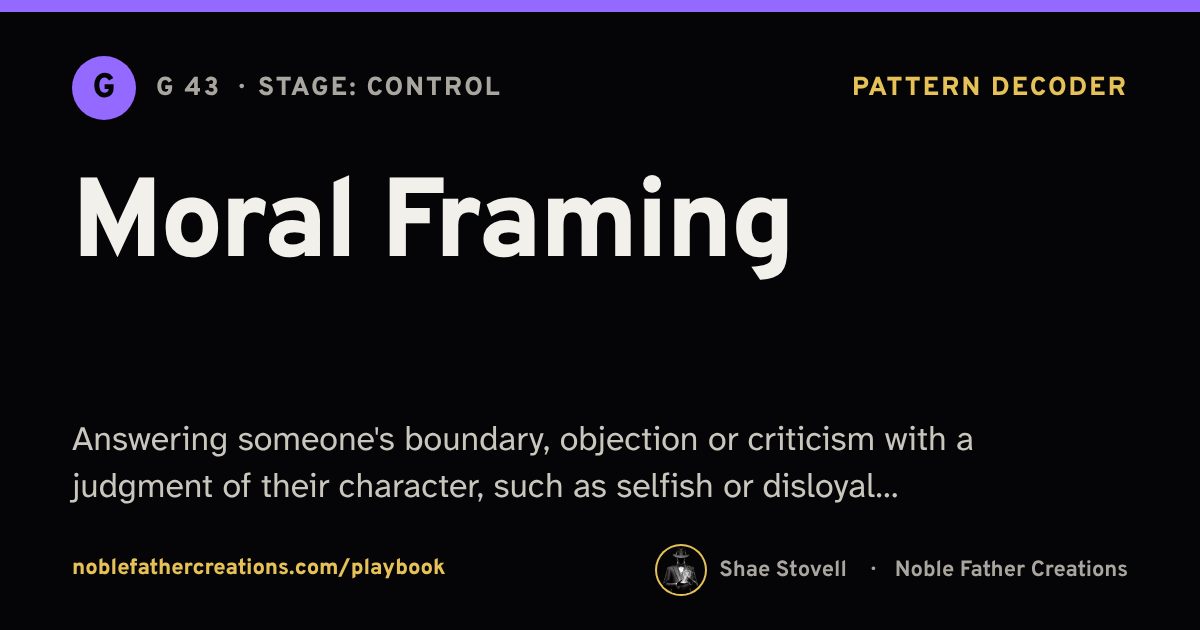 G
G 43 · STAGE: CONTROL
PATTERN DECODER
Moral Framing
Answering someone's boundary, objection or criticism with a
judgment of their character, such as selfish or disloyal...
noblefathercreations.com/playbook
Shae Stovell · Noble Father Creations